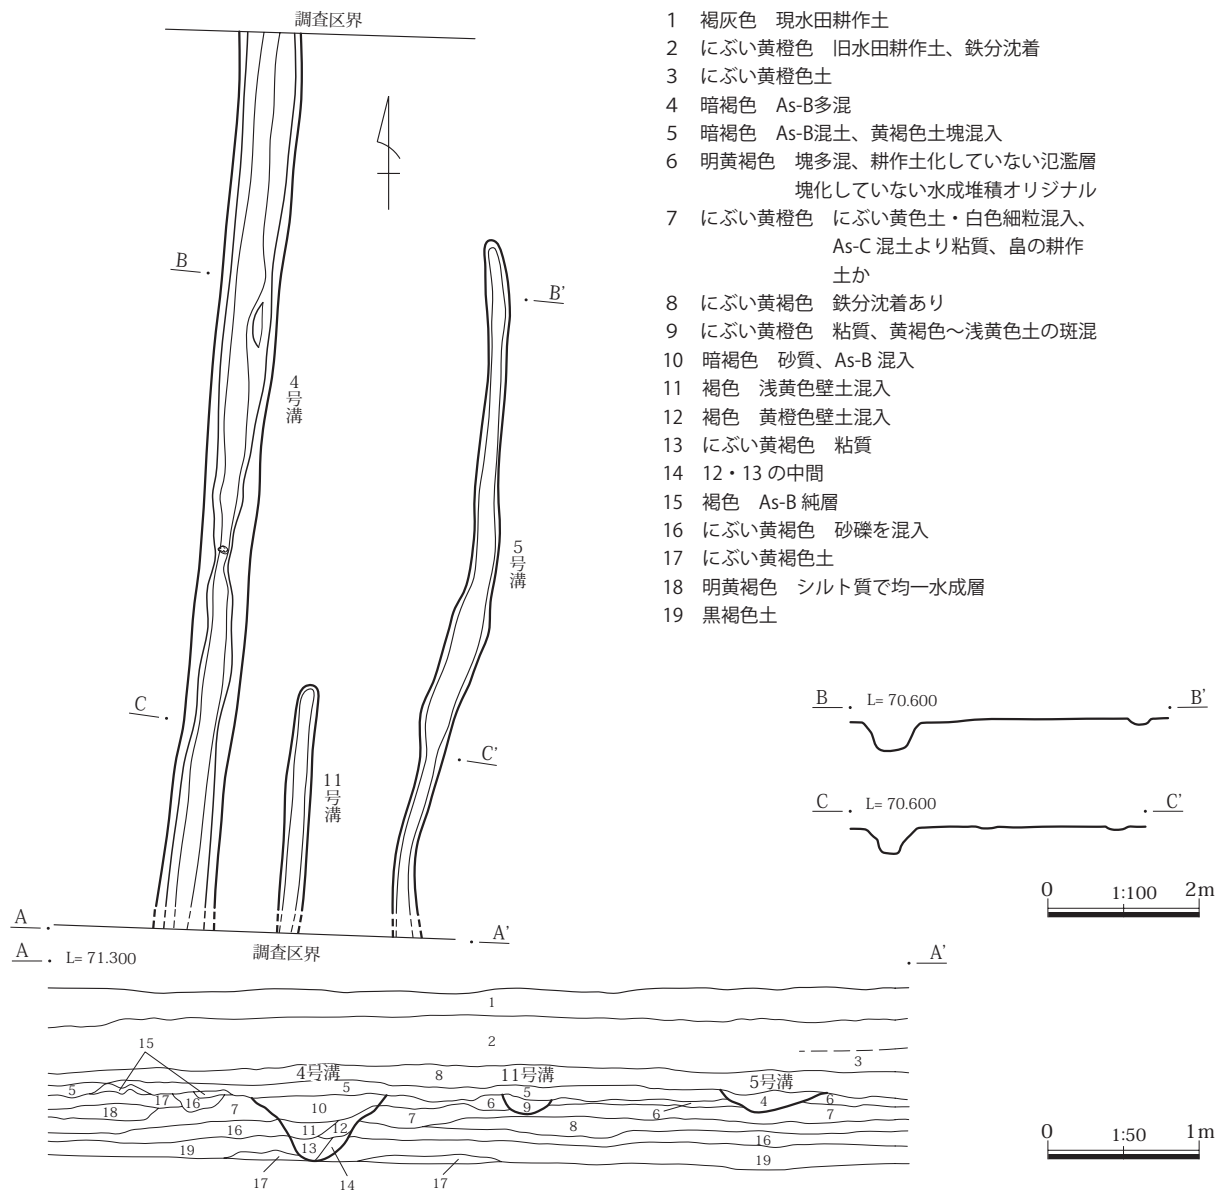 調査区界
B
B'
4号溝
5号溝
C
C'
11号溝
A
A'
調査区界
1 褐灰色 現水田耕作土
2 にぶい黄橙色 旧水田耕作土、鉄分沈着
3 にぶい黄橙色土
4 暗褐色 As-B多混
5 暗褐色 As-B混土、黄褐色土塊混入
6 明黄褐色 塊多混、耕作土化していない氾濫層
塊化していない水成堆積オリジナル
7 にぶい黄橙色 にぶい黄色土・白色細粒混入、
As-C 混土より粘質、畠の耕作
土か
8 にぶい黄褐色 鉄分沈着あり
9 にぶい黄橙色 粘質、黄褐色～浅黄色土の斑混
10 暗褐色 砂質、As-B 混入
11 褐色 浅黄色壁土混入
12 褐色 黄橙色壁土混入
13 にぶい黄褐色 粘質
14 12・13 の中間
15 褐色 As-B 純層
16 にぶい黄褐色 砂礫を混入
17 にぶい黄褐色土
18 明黄褐色 シルト質で均一水成層
19 黒褐色土
B L= 70.600 B'
C L= 70.600 C'
0 1:100 2m
A L= 71.300 A'
1
2
3
15
4号溝 8 11号溝 5号溝
5 5 5
17 16 7 10 6 9 6 4 6
18 7 7
16 11 12 8 16
19 13 19
17 14 17
0 1:50 1m